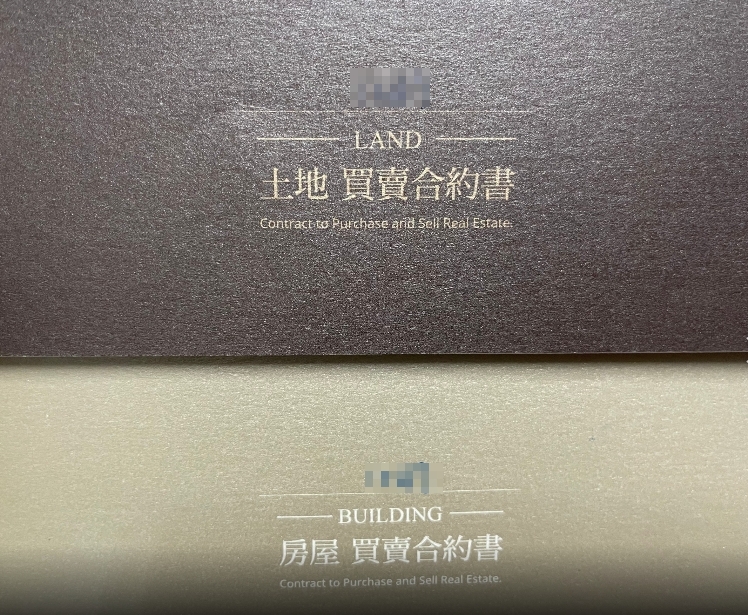 LAND
土地 買賣合約書
Contract to Purchase and Sell Real Estate.
BUILDING
房屋 買賣合約書
Contract to Purchase and Sell Real Estate.